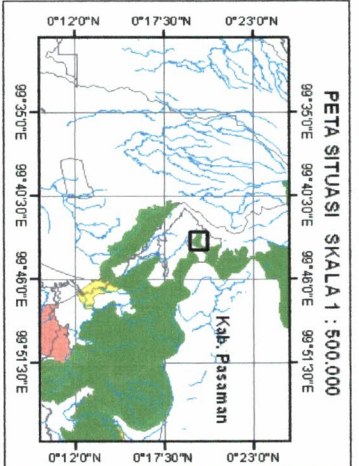 PETA SITUASI SKALA 1 : 500.000
99°35'0"E 99°40'30"E 99°46'0"E 99°51'30"E
0°23'0"N 0°23'0"N
0°17'30"N 0°17'30"N
0°12'0"N 0°12'0"N
Kab. Pasaman
99°35'0"E 99°40'30"E 99°46'0"E 99°51'30"E